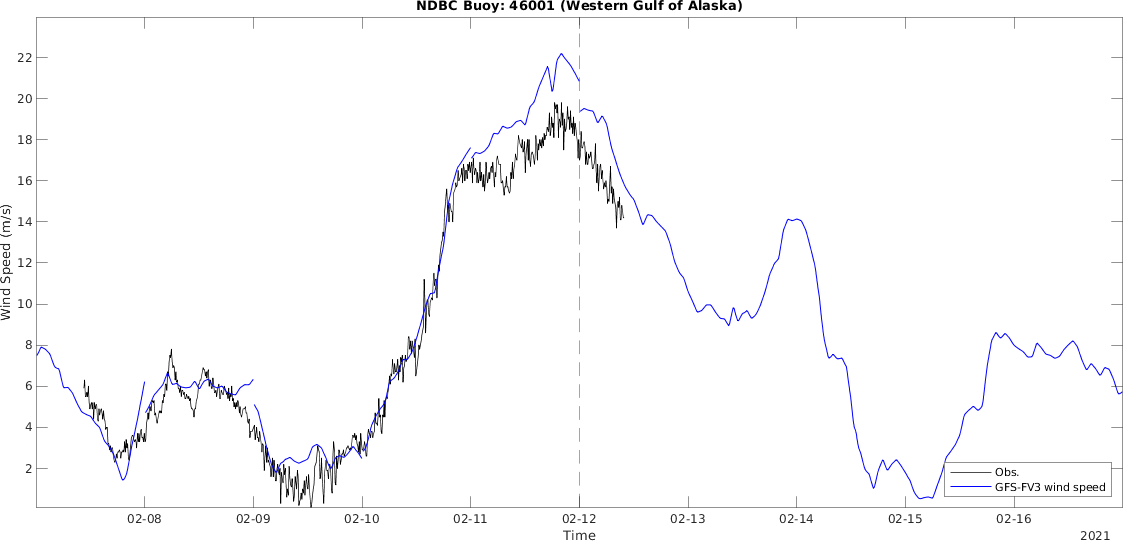 NDBC Buoy: 46001 (Western Gulf of Alaska)
Wind Speed (m/s)
22
20
18
16
14
12
10
8
6
4
2
Obs.
GFS-FV3 wind speed
02-08 02-09 02-10 02-11 02-12 02-13 02-14 02-15 02-16
Time
2021